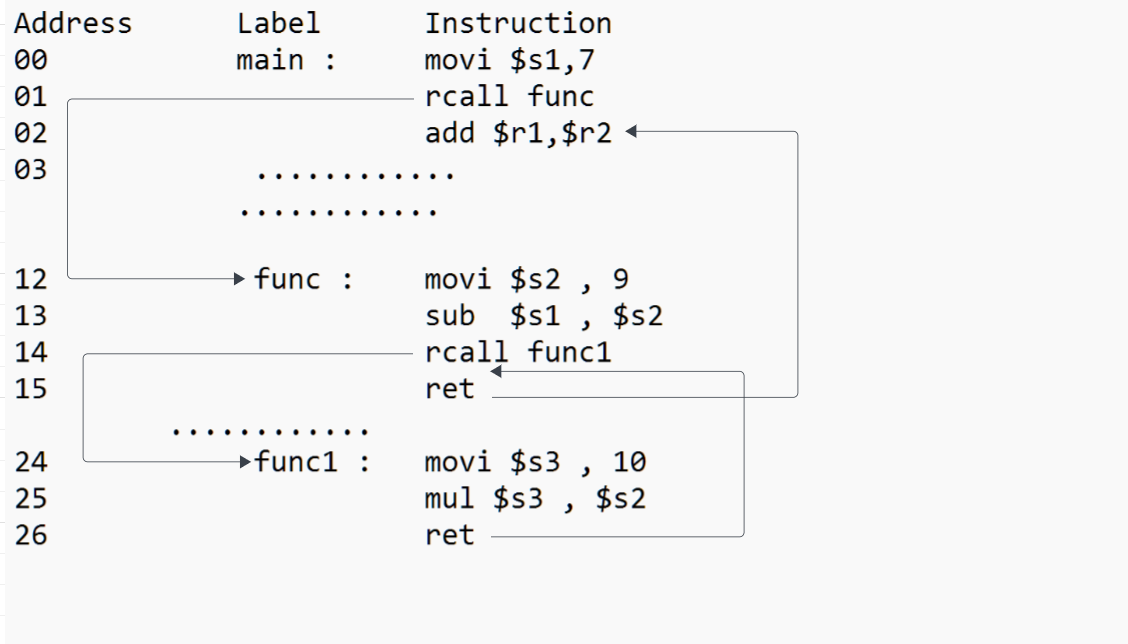 Address Label Instruction
00 main : movi $s1,7
01 rcall func
02 add $r1,$r2
03 ............
............
12 func : movi $s2 , 9
13 sub $s1 , $s2
14 rcall func1
15 ret
............
24 func1 : movi $s3 , 10
25 mul $s3 , $s2
26 ret